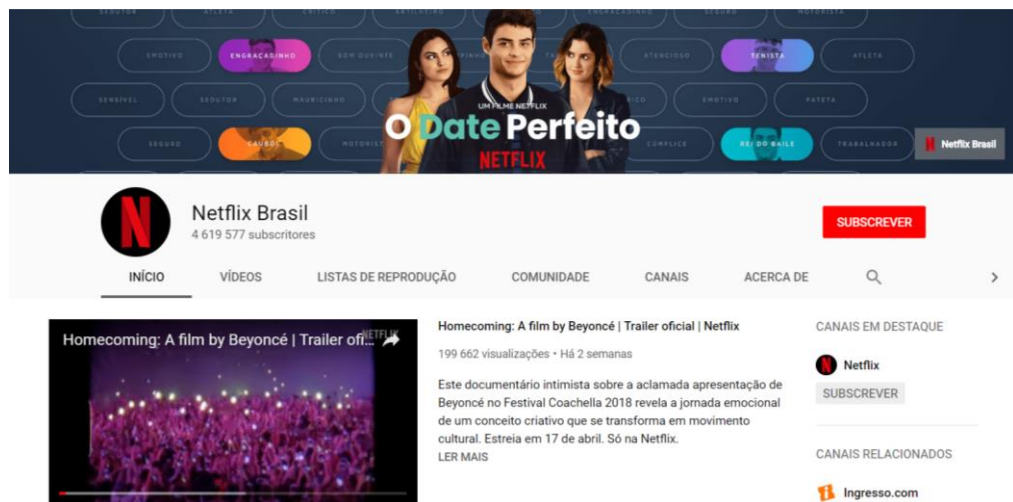 SEDUTOR ATLETA CRÍTICO ARTILHEIRO ENGRAÇADINHO SEGURO MOTORISTA
EMOTIVO ENGRAÇADINHO BOM OUVINTE ATENCIOSO TENISTA ATLETA
SENSÍVEL SEDUTOR MAURICINHO EMOTIVO PATETA
UM FILME NETFLIX
SEGURO CAUBÓI MOTORIST CÚMPLICE REI DO BAILE TRABALHADOR
O Date Perfeito
NETFLIX
Netflix Brasil
Netflix Brasil
4 619 577 subscritores
SUBSCREVER
INÍCIO VÍDEOS LISTAS DE REPRODUÇÃO COMUNIDADE CANAIS ACERCA DE
Homecoming: A film by Beyoncé | Trailer ofi...
NETFLIX
Homecoming: A film by Beyoncé | Trailer oficial | Netflix
199 662 visualizações • Há 2 semanas
Este documentário intimista sobre a aclamada apresentação de
Beyoncé no Festival Coachella 2018 revela a jornada emocional
de um conceito criativo que se transforma em movimento
cultural. Estreia em 17 de abril. Só na Netflix.
LER MAIS
CANAIS EM DESTAQUE
Netflix
SUBSCREVER
CANAIS RELACIONADOS
Ingresso.com